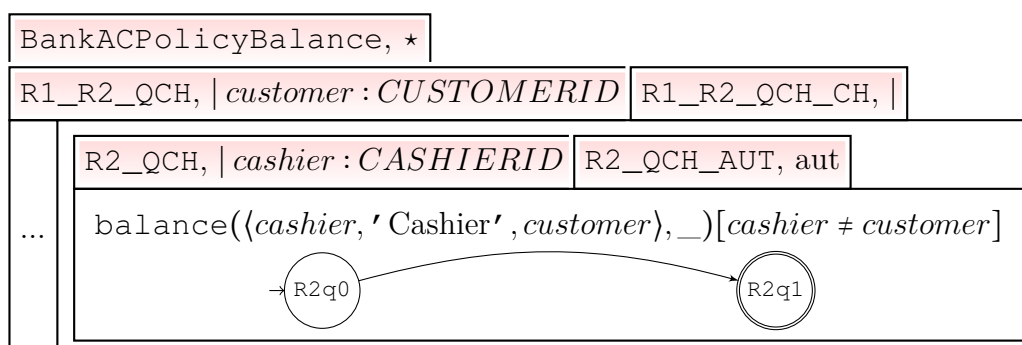 BankACPolicyBalance, ⋆
R1_R2_QCH, | customer : CUSTOMERID R1_R2_QCH_CH, |
R2_QCH, | cashier : CASHIERID R2_QCH_AUT, aut
... balance(⟨cashier, 'Cashier', customer⟩, _)[cashier ≠ customer]
R2q0 R2q1